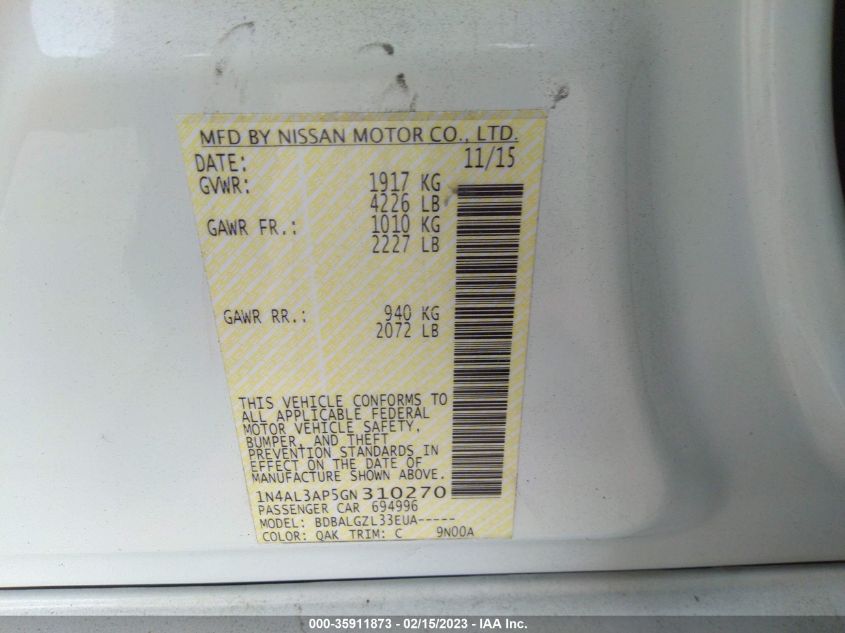 MFD BY NISSAN MOTOR CO., LTD.
DATE: 11/15
GVWR: 1917 KG
4226 LB
GAWR FR.: 1010 KG
2227 LB
GAWR RR.: 940 KG
2072 LB
THIS VEHICLE CONFORMS TO
ALL APPLICABLE FEDERAL
MOTOR VEHICLE SAFETY,
BUMPER, AND THEFT
PREVENTION STANDARDS IN
EFFECT ON THE DATE OF
MANUFACTURE SHOWN ABOVE.
1N4AL3AP5GN310270
PASSENGER CAR 694996
MODEL: BDBALGZL33EUA-----
COLOR: QAK TRIM: C 9N00A
000-35911873 - 02/15/2023 - IAA Inc.